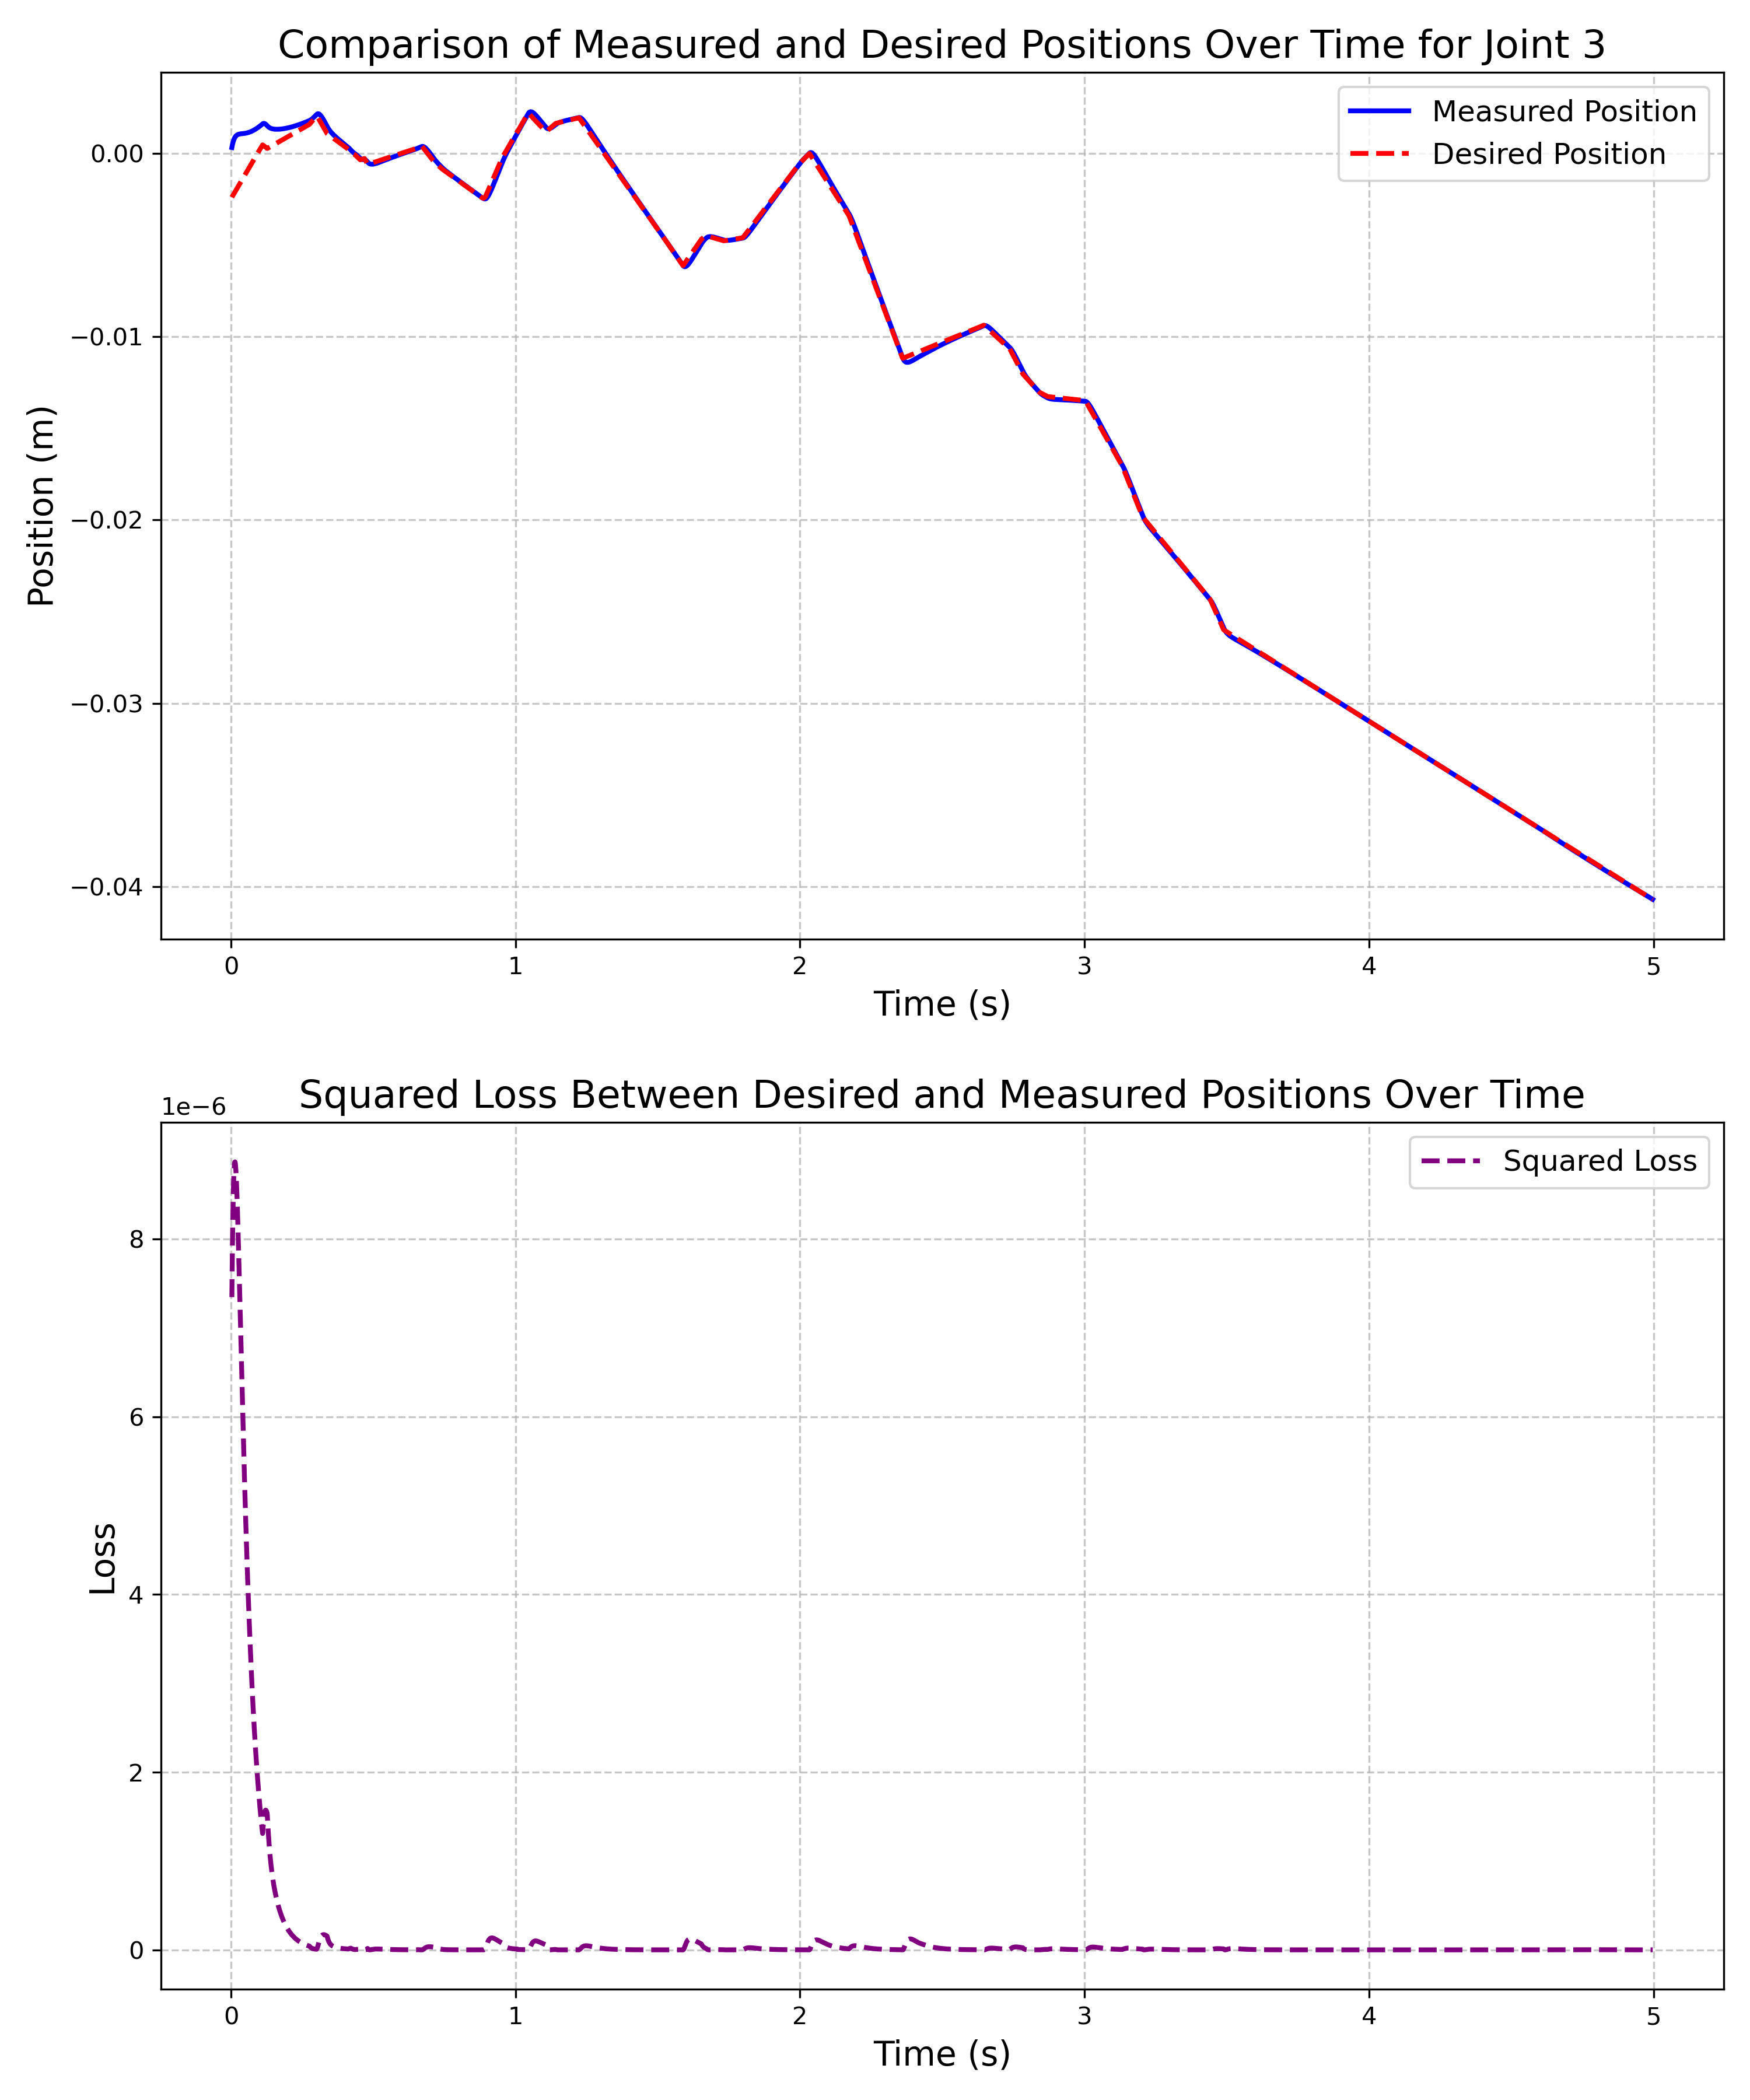 Comparison of Measured and Desired Positions Over Time for Joint 3
Measured Position
Desired Position
0.00
−0.01
−0.02
−0.03
−0.04
Position (m)
0 1 2 3 4 5
Time (s)
Squared Loss Between Desired and Measured Positions Over Time
1e−6
Squared Loss
8
6
4
2
0
Loss
0 1 2 3 4 5
Time (s)